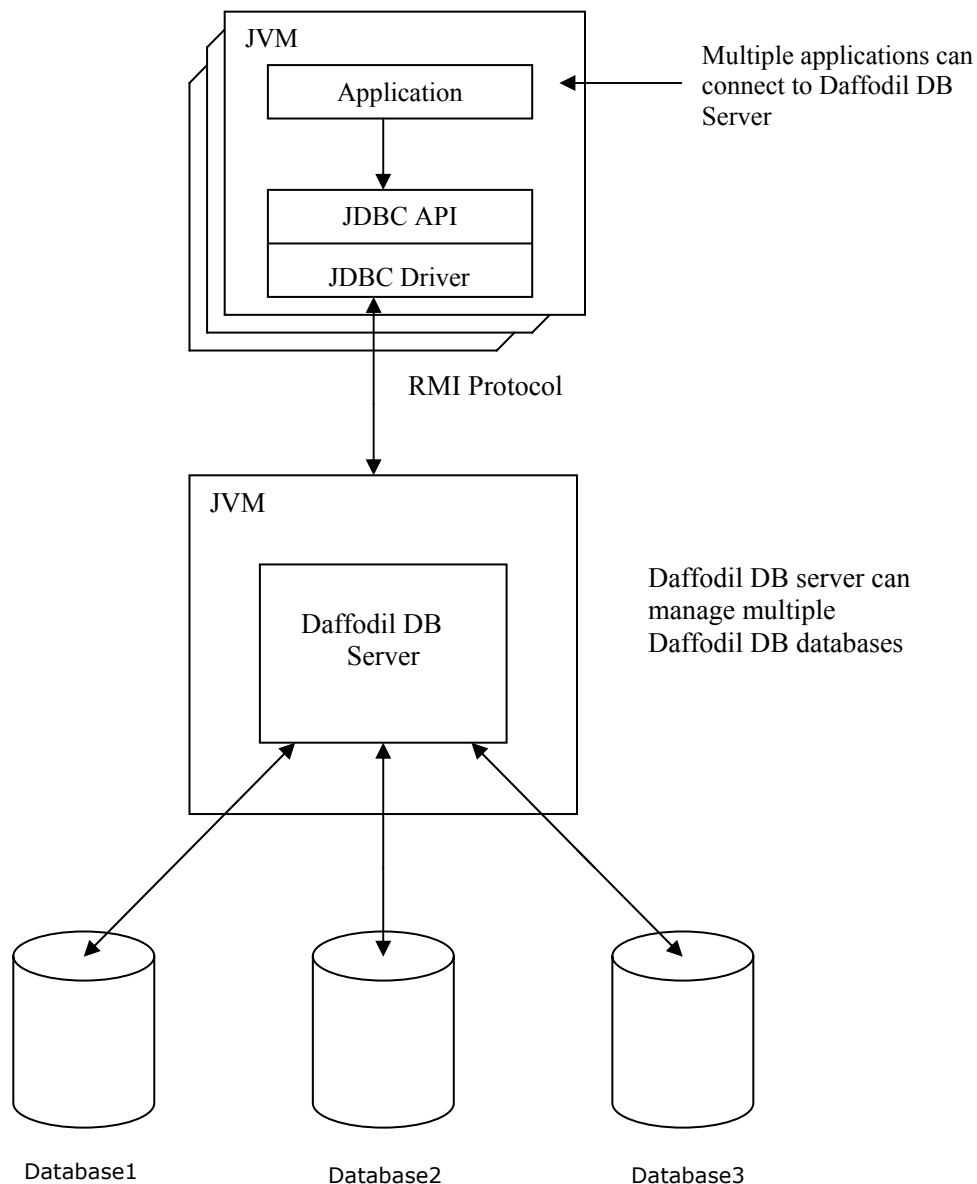 JVM
Application
Multiple applications can
connect to Daffodil DB
Server
JDBC API
JDBC Driver
RMI Protocol
JVM
Daffodil DB
Server
Daffodil DB server can
manage multiple
Daffodil DB databases
Database1
Database2
Database3